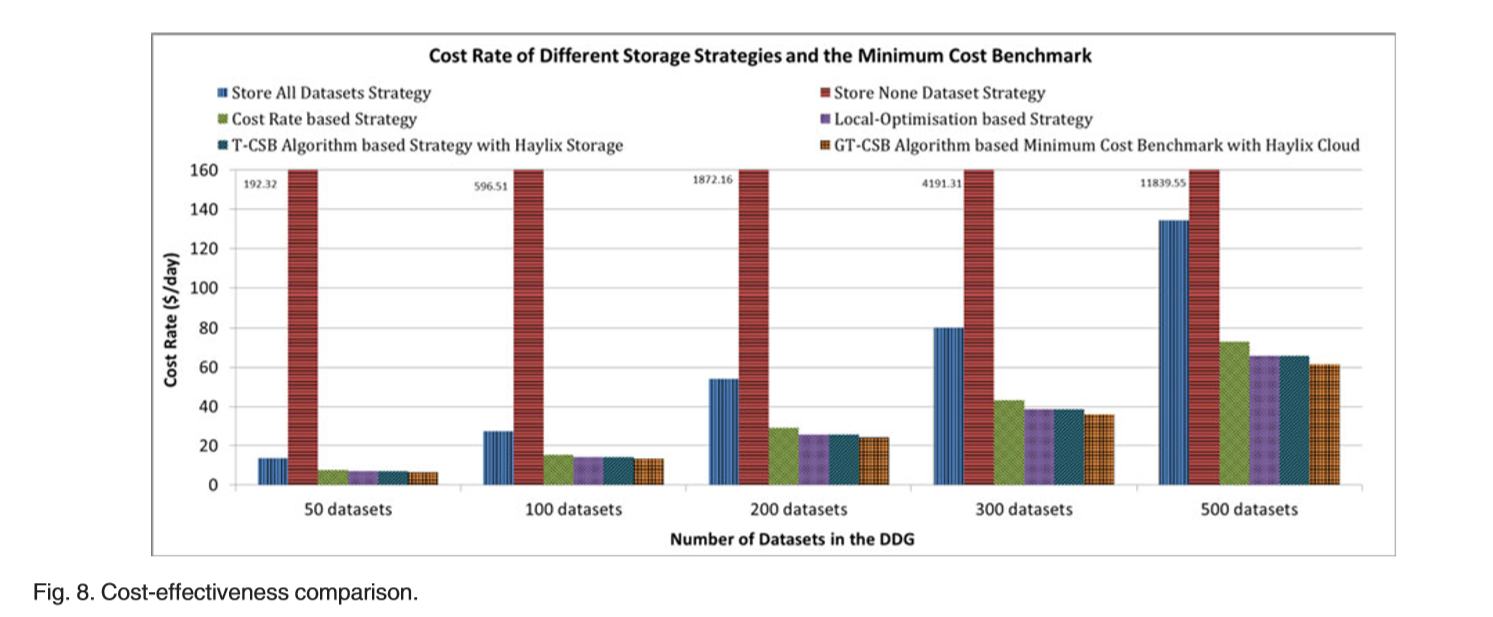 Cost Rate of Different Storage Strategies and the Minimum Cost Benchmark
Store All Datasets Strategy
Store None Dataset Strategy
Cost Rate based Strategy
Local-Optimisation based Strategy
T-CSB Algorithm based Strategy with Haylix Storage
GT-CSB Algorithm based Minimum Cost Benchmark with Haylix Cloud
Cost Rate ($/day)
160
140
120
100
80
60
40
20
0
192.32
596.51
1872.16
4191.31
11839.55
50 datasets
100 datasets
200 datasets
300 datasets
500 datasets
Number of Datasets in the DDG
Fig. 8. Cost-effectiveness comparison.